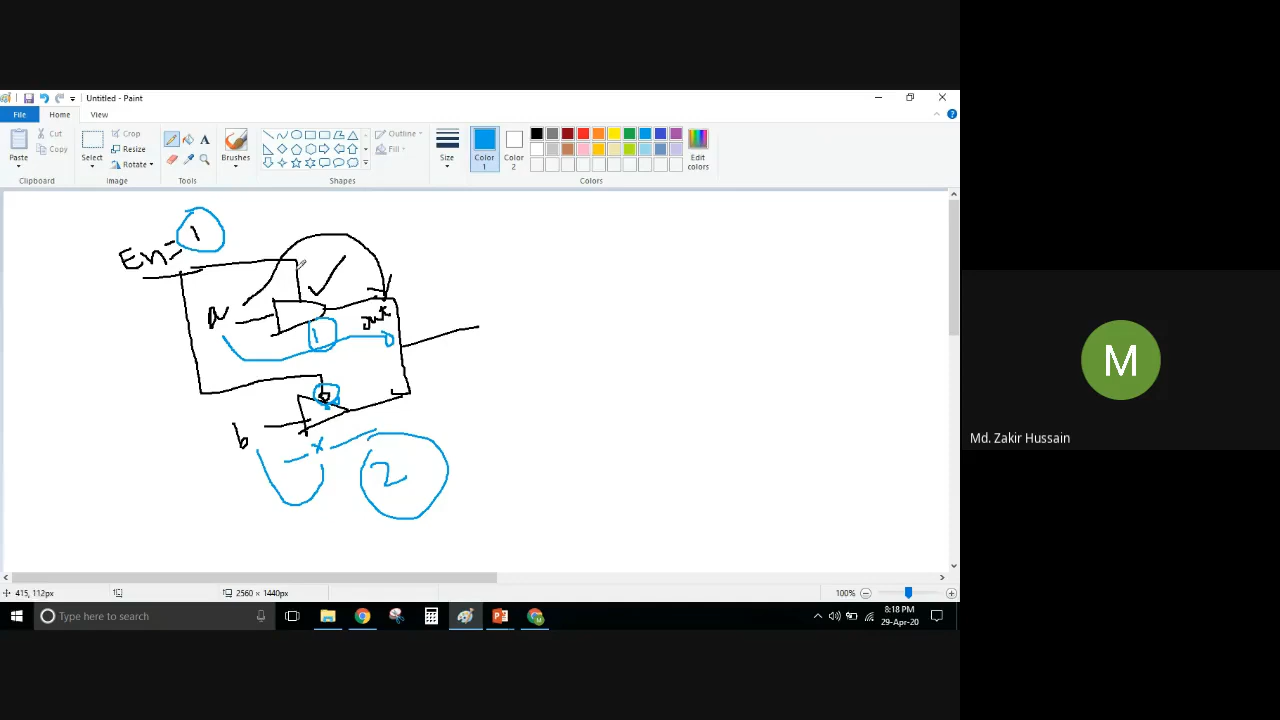 Untitled - Paint
File Home View
Cut
Copy
Paste
Clipboard
Crop
Resize
Rotate
Select
Image
Tools
Brushes
Shapes
Outline
Fill
Size
Color 1
Color 2
Edit colors
Colors
En = 1
a
out
1
b
x
2
Md. Zakir Hussain
M
415, 112px
2560 × 1440px
100%
Type here to search
8:18 PM
29-Apr-20